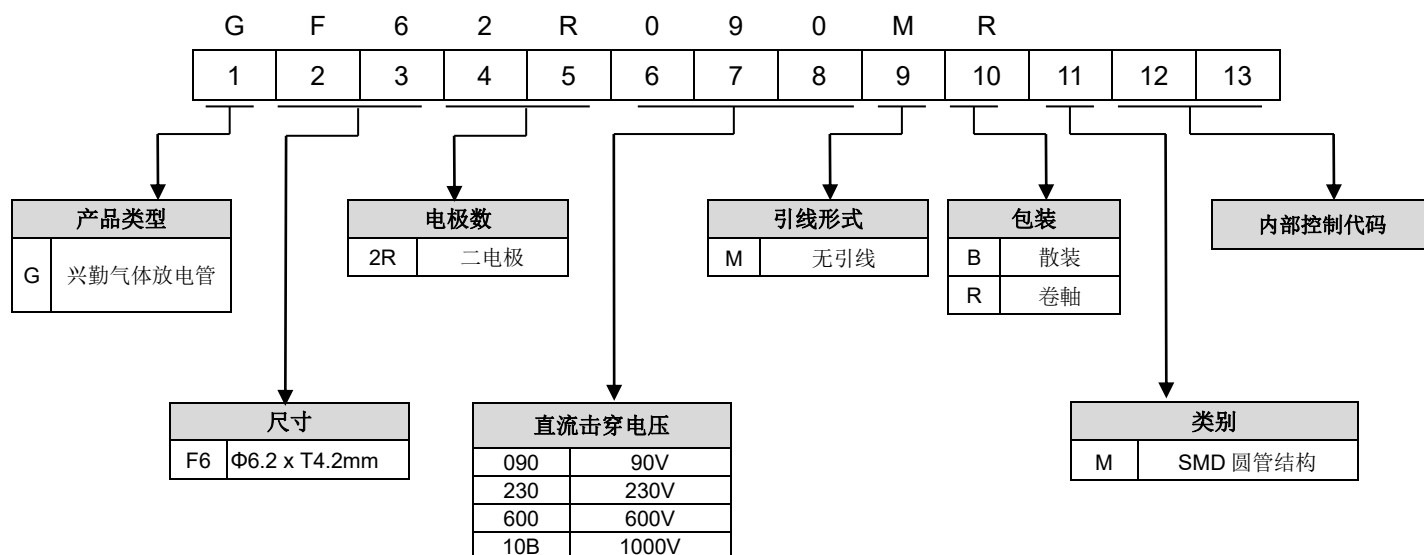 G F 6 2 R 0 9 0 M R
1 2 3 4 5 6 7 8 9 10 11 12 13
产品类型
G 兴勤气体放电管
电极数
2R 二电极
引线形式
M 无引线
包装
B 散装
R 卷軸
内部控制代码
尺寸
F6 Φ6.2 x T4.2mm
直流击穿电压
090 90V
230 230V
600 600V
10B 1000V
类别
M SMD 圆管结构